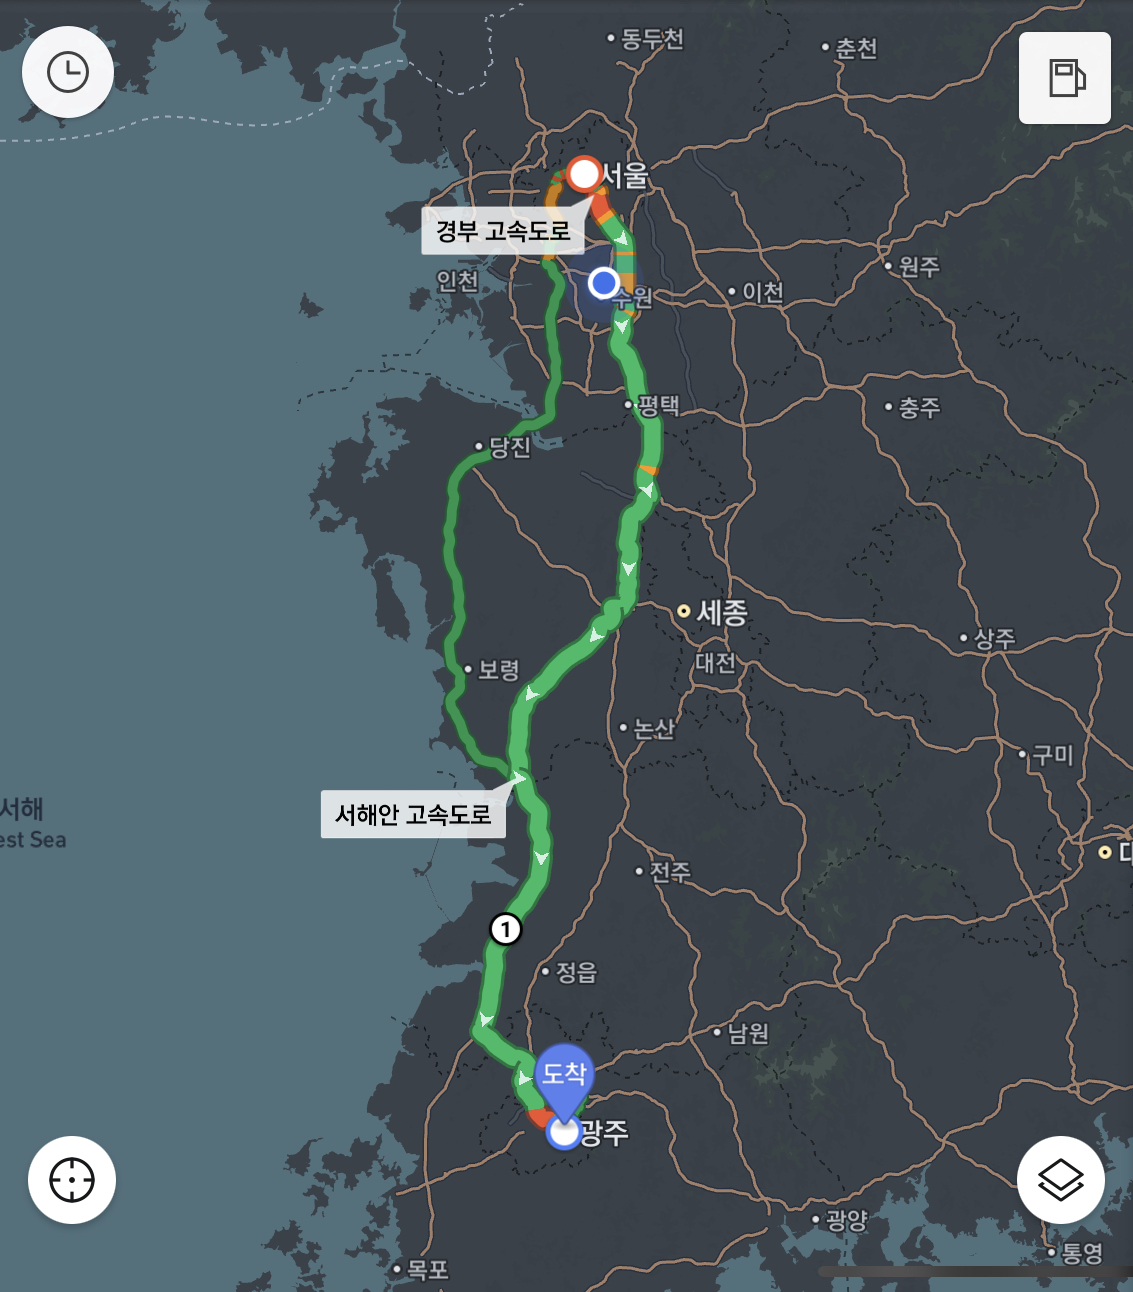 동두천
춘천
서울
경부 고속도로
인천
수원
이천
원주
평택
충주
당진
세종
상주
대전
보령
논산
구미
서해
est Sea
서해안 고속도로
전주
1
정읍
남원
도착
광주
광양
통영
목포